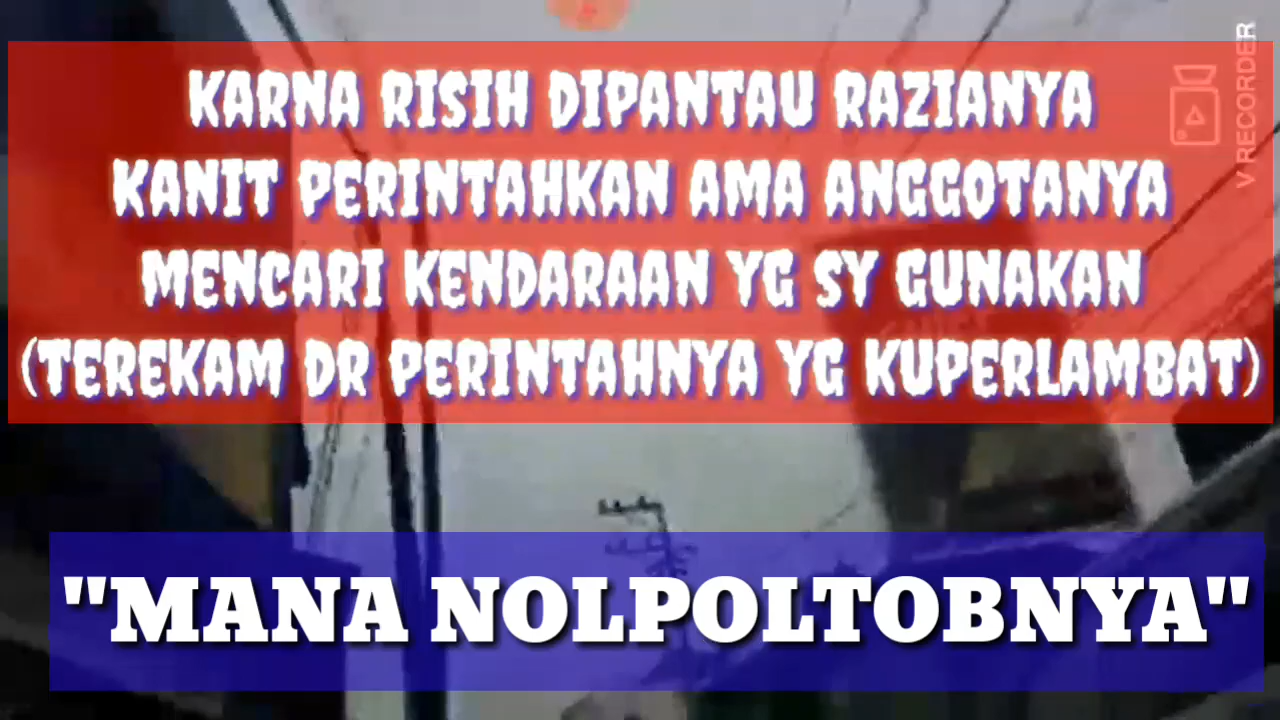 KARNA RISIH DIPANTAU RAZIANYA
KANIT PERINTAHKAN AMA ANGGOTANYA
MENCARI KENDARAAN YG SY GUNAKAN
(TEREKAM DR PERINTAHNYA YG KUPERLAMBAT)
"MANA NOLPOLTOBNYA"
V RECORDER